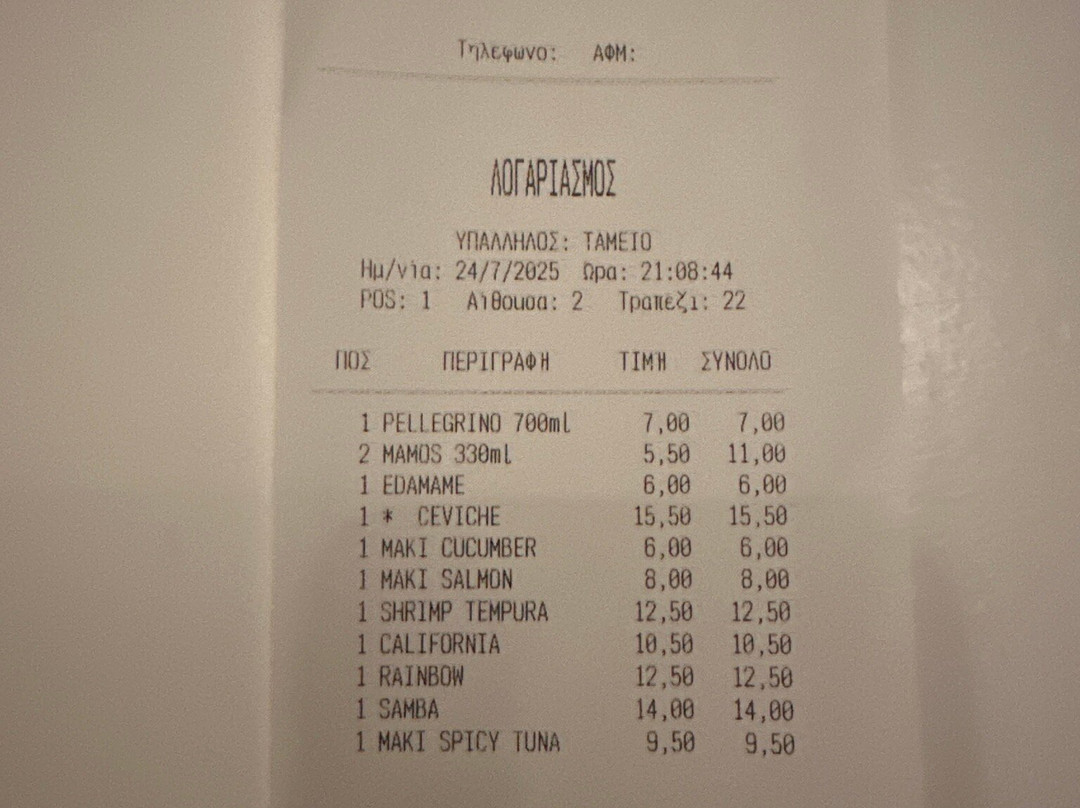 Τηλεφωνο: ΑΦΜ:
ΛΟΓΑΡΙΑΣΜΟΣ
ΥΠΑΛΛΗΛΟΣ: ΤΑΜΕΙΟ
Ημ/νία: 24/7/2025 Ωρα: 21:08:44
POS: 1 Αίθουσα: 2 Τραπέζι: 22
ΠΟΣ ΠΕΡΙΓΡΑΦΗ ΤΙΜΗ ΣΥΝΟΛΟ
1 PELLEGRINO 700ml 7,00 7,00
2 MAMOS 330ml 5,50 11,00
1 EDAMAME 6,00 6,00
1 * CEVICHE 15,50 15,50
1 MAKI CUCUMBER 6,00 6,00
1 MAKI SALMON 8,00 8,00
1 SHRIMP TEMPURA 12,50 12,50
1 CALIFORNIA 10,50 10,50
1 RAINBOW 12,50 12,50
1 SAMBA 14,00 14,00
1 MAKI SPICY TUNA 9,50 9,50